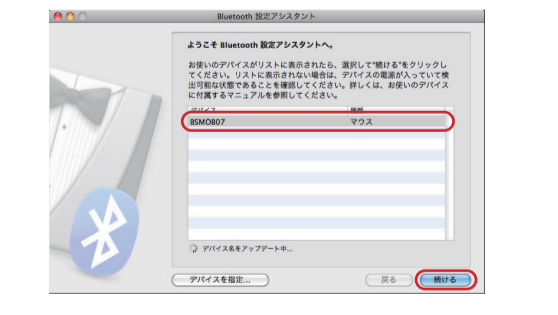 Bluetooth 設定アシスタント
ようこそ Bluetooth 設定アシスタントへ。
お使いのデバイスがリストに表示されたら、選択して"続ける"をクリックし
てください。リストに表示されない場合は、デバイスの電源が入っていて検
出可能な状態であることを確認してください。詳しくは、お使いのデバイス
に付属するマニュアルを参照してください。
デバイス 種類
BSMOB07 マウス
デバイス名をアップデート中...
デバイスを指定... 戻る 続ける